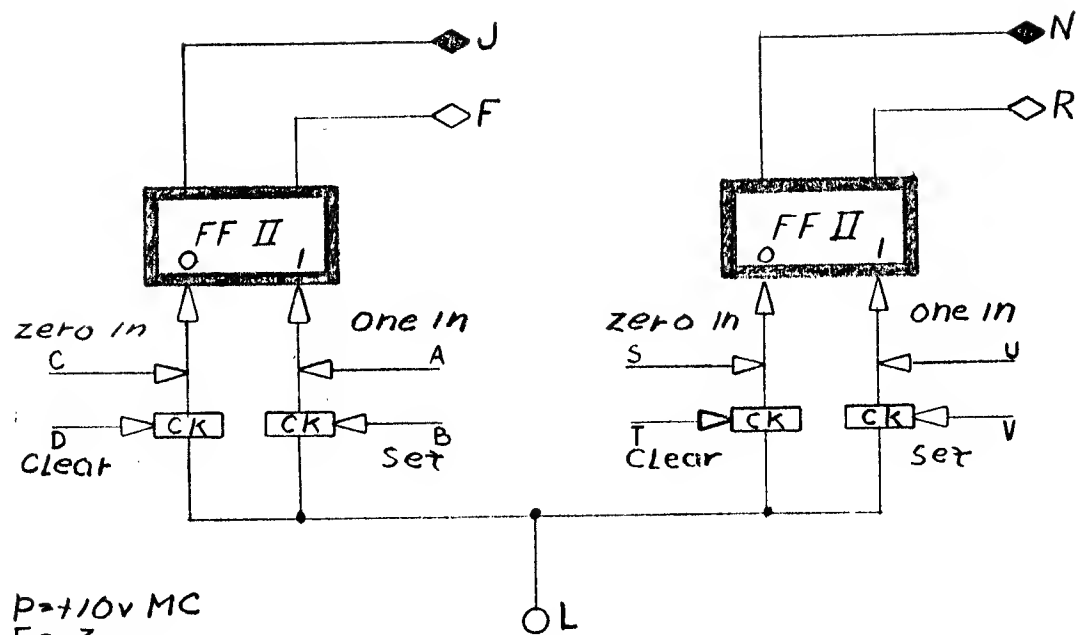 J
N
F
R
FF II
0 1
FF II
0 1
zero in
one in
zero in
one in
C
A
S
U
CK
CK
CK
CK
D
B
T
V
Clear
Set
Clear
Set
P=+10v MC
L